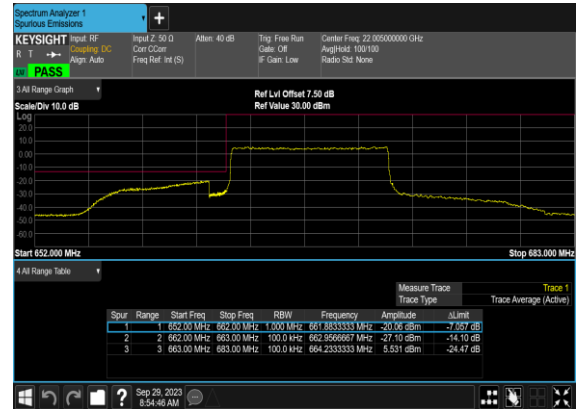 Spectrum Analyzer 1
Spurious Emissions
KEYSIGHT Input: RF Input Z: 50 Ω Atten: 40 dB Trig: Free Run Center Freq: 22.005000000 GHz
R T Coupling: DC Corr CCorr Gate: Off Avg|Hold: 100/100
Align: Auto Freq Ref: Int (S) IF Gain: Low Radio Std: None
PASS
3 All Range Graph
Ref Lvl Offset 7.50 dB
Scale/Div 10.0 dB Ref Value 30.00 dBm
Log
20.0
10.0
0.00
-10.0
-20.0
-30.0
-40.0
-50.0
-60.0
Start 652.000 MHz Stop 683.000 MHz
4 All Range Table
Measure Trace Trace 1
Trace Type Trace Average (Active)
Spur Range Start Freq Stop Freq RBW Frequency Amplitude ΔLimit
1 1 652.00 MHz 662.00 MHz 1.000 MHz 661.8833333 MHz -20.06 dBm -7.057 dB
2 2 662.00 MHz 663.00 MHz 100.0 kHz 662.9566667 MHz -27.10 dBm -14.10 dB
3 3 663.00 MHz 683.00 MHz 100.0 kHz 664.2333333 MHz 5.531 dBm -24.47 dB
? Sep 29, 2023
8:54:46 AM